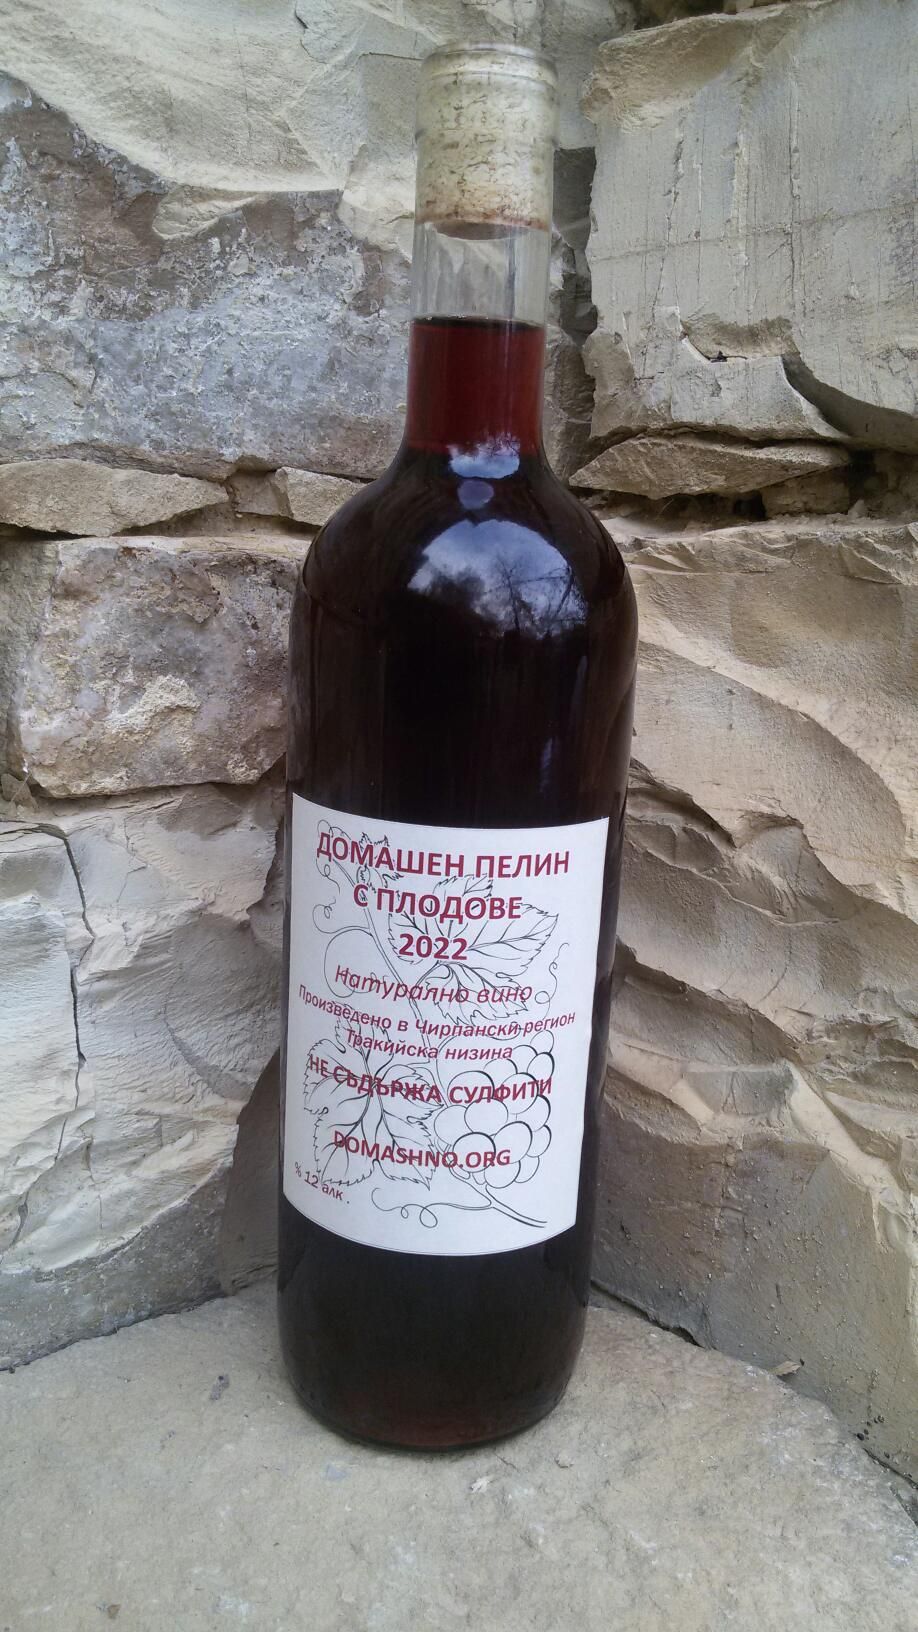 ДОМАШЕН ПЕЛИН
С ПЛОДОВЕ
2022
Натурално вино
Произведено в Чирпански регион
Тракийска низина
НЕ СЪДЪРЖА СУЛФИТИ
DOMASHNO.ORG
% 12 алк.